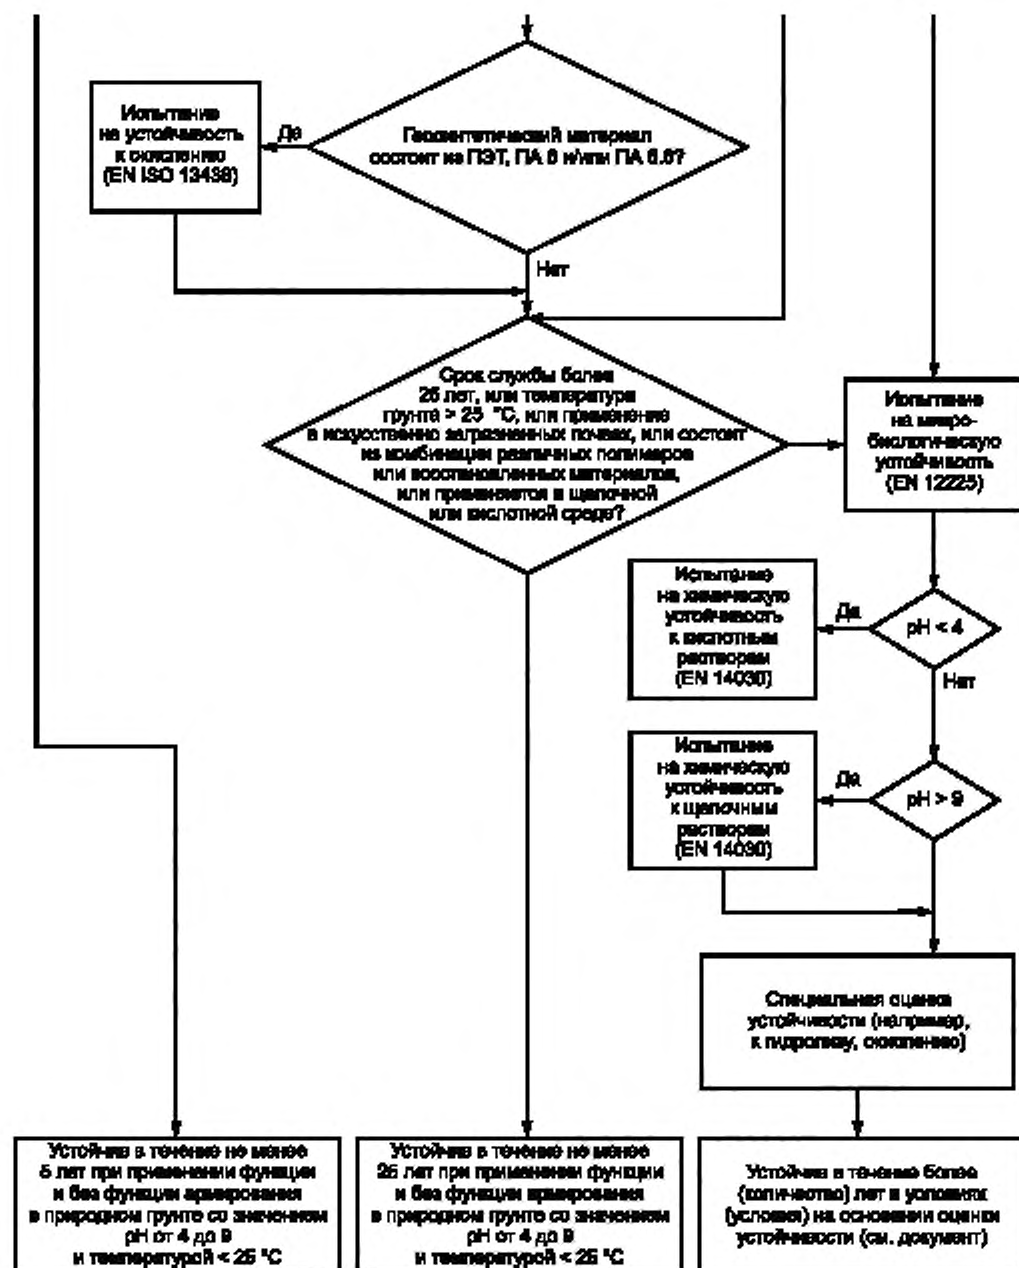 Испытание
на устойчивость
к окислению
(EN ISO 13438)
Да
Геосинтетический материал
состоит из ПЭТ, ПА 6 и/или ПА 6.6?
Нет
Срок службы более
25 лет, или температура
грунта > 25 °C, или применение
в искусственно загрязненных почвах, или состоит
из комбинации различных полимеров
или восстановленных материалов,
или применяется в щелочной
или кислотной среде?
Испытание
на микро-
биологическую
устойчивость
(EN 12225)
Испытание
на химическую
устойчивость
к кислотным
растворам
(EN 14030)
Да
pH < 4
Нет
Испытание
на химическую
устойчивость
к щелочным
растворам
(EN 14030)
Да
pH > 9
Специальная оценка
устойчивости (например,
к гидролизу, окислению)
Устойчив в течение не менее
5 лет при применении функции
и без функции армирования
в природном грунте со значением
pH от 4 до 9
и температурой < 25 °C
Устойчив в течение не менее
25 лет при применении функции
и без функции армирования
в природном грунте со значением
pH от 4 до 9
и температурой < 25 °C
Устойчив в течение более
(количество) лет в условиях
(условия) на основании оценки
устойчивости (см. документ)